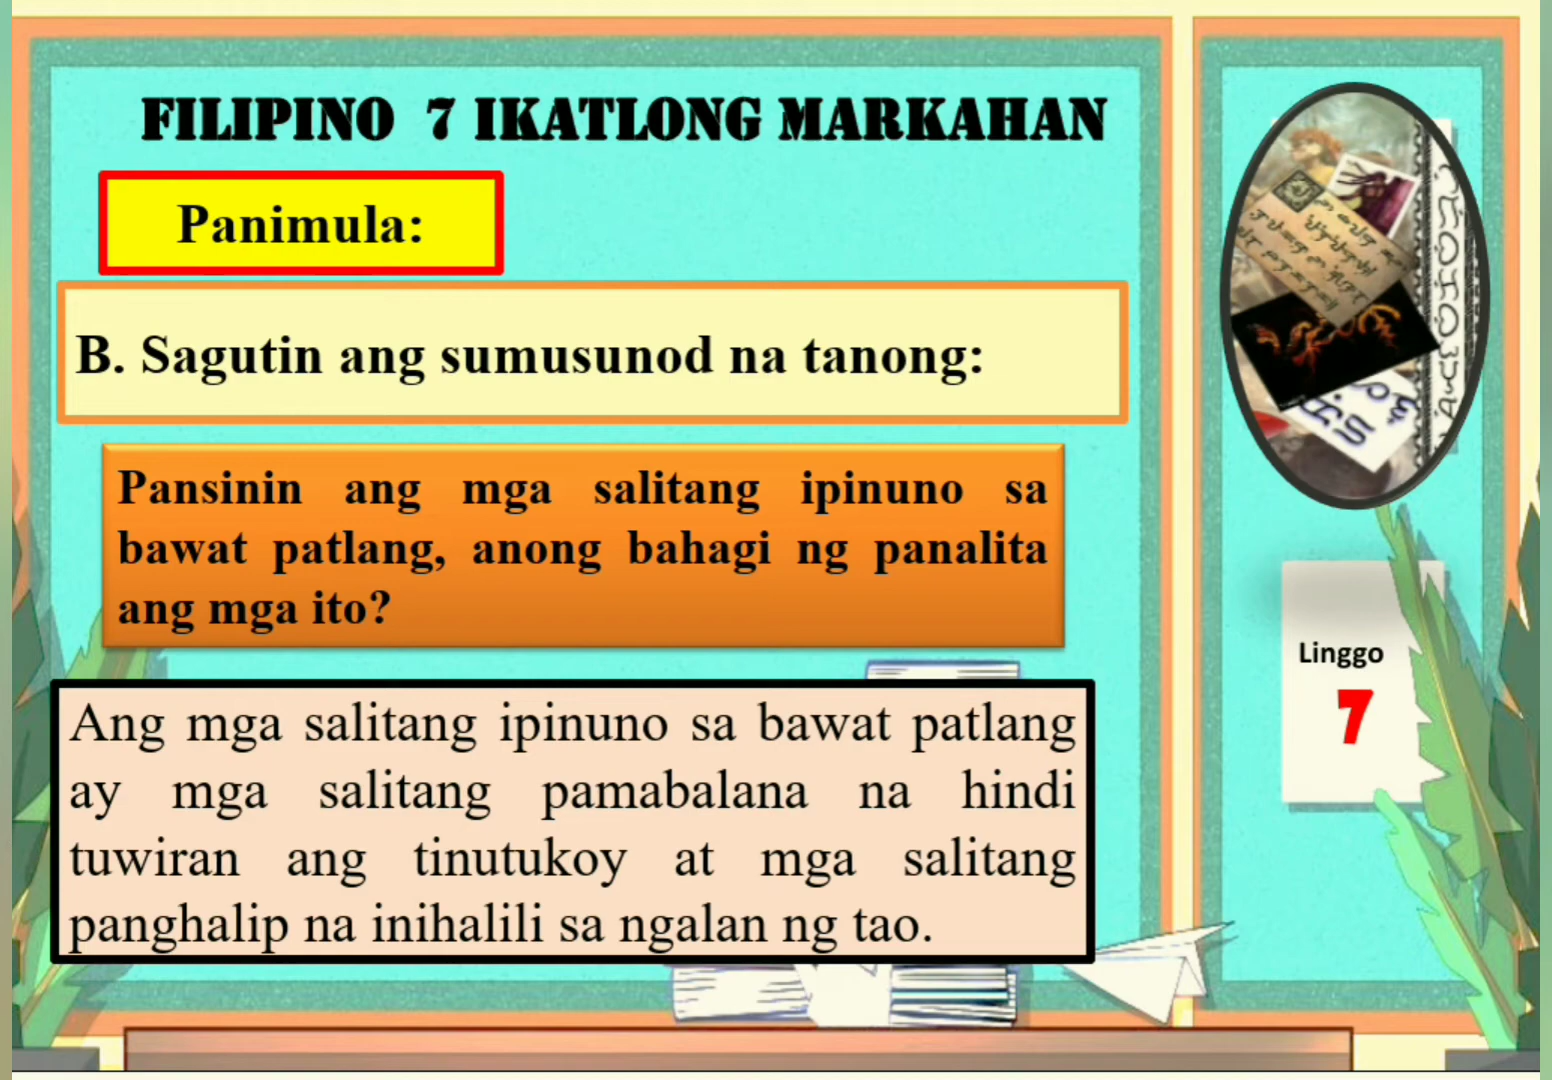 FILIPINO 7 IKATLONG MARKAHAN
Panimula:
B. Sagutin ang sumusunod na tanong:
Pansinin ang mga salitang ipinuno sa
bawat patlang, anong bahagi ng panalita
ang mga ito?
Ang mga salitang ipinuno sa bawat patlang
ay mga salitang pamabalana na hindi
tuwiran ang tinutukoy at mga salitang
panghalip na inihalili sa ngalan ng tao.
Linggo
7